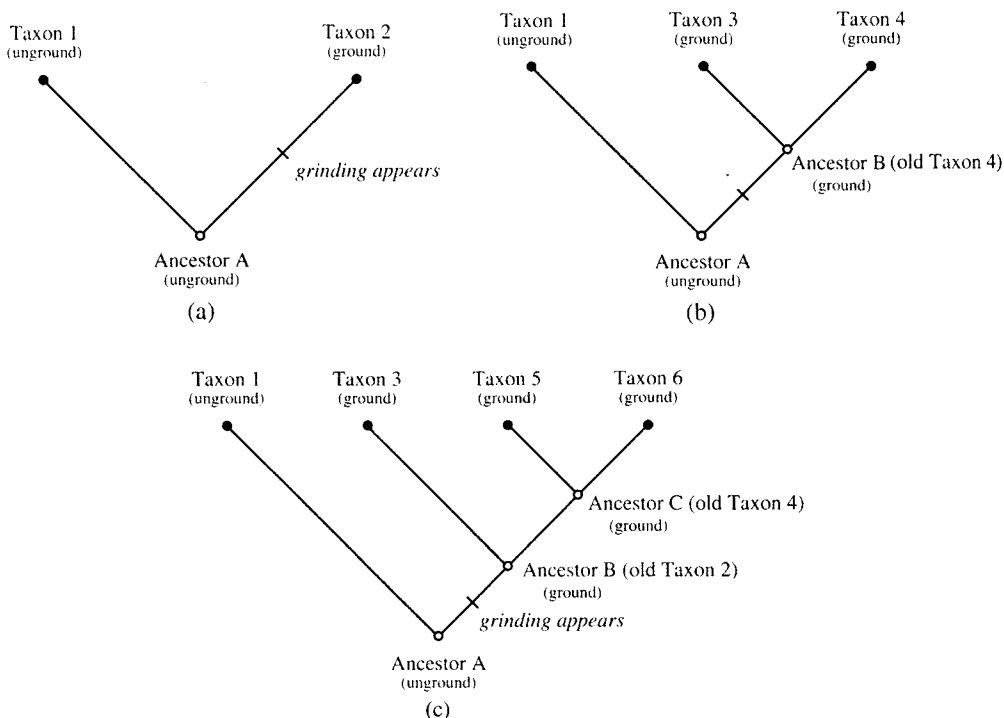 Taxon 1
(unground)
Taxon 2
(ground)
grinding appears
Ancestor A
(unground)
(a)
Taxon 1
(unground)
Taxon 3
(ground)
Taxon 4
(ground)
Ancestor B (old Taxon 4)
(ground)
Ancestor A
(unground)
(b)
Taxon 1
(unground)
Taxon 3
(ground)
Taxon 5
(ground)
Taxon 6
(ground)
Ancestor C (old Taxon 4)
(ground)
Ancestor B (old Taxon 2)
(ground)
grinding appears
Ancestor A
(unground)
(c)